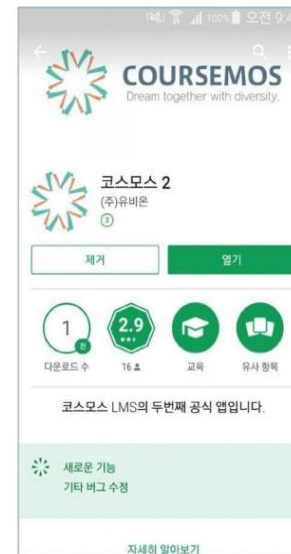 100% 오전 9:4
COURSEMOS
Dream together with diversity.
코스모스 2
(주)유비온
3
제거
열기
1
천
2.9
다운로드 수
16
교육
유사 항목
코스모스 LMS의 두번째 공식 앱입니다.
새로운 기능
기타 버그 수정
자세히 알아보기